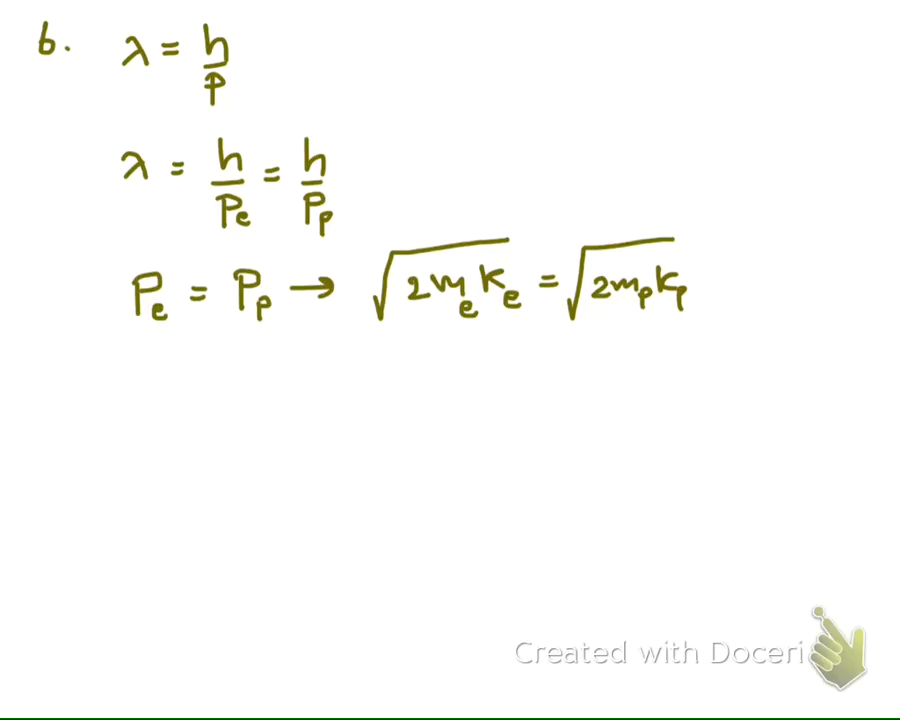 6. λ = h/P
λ = h/Pe = h/Pp
Pe = Pp → √2meKe = √2mpKp
Created with Doceri